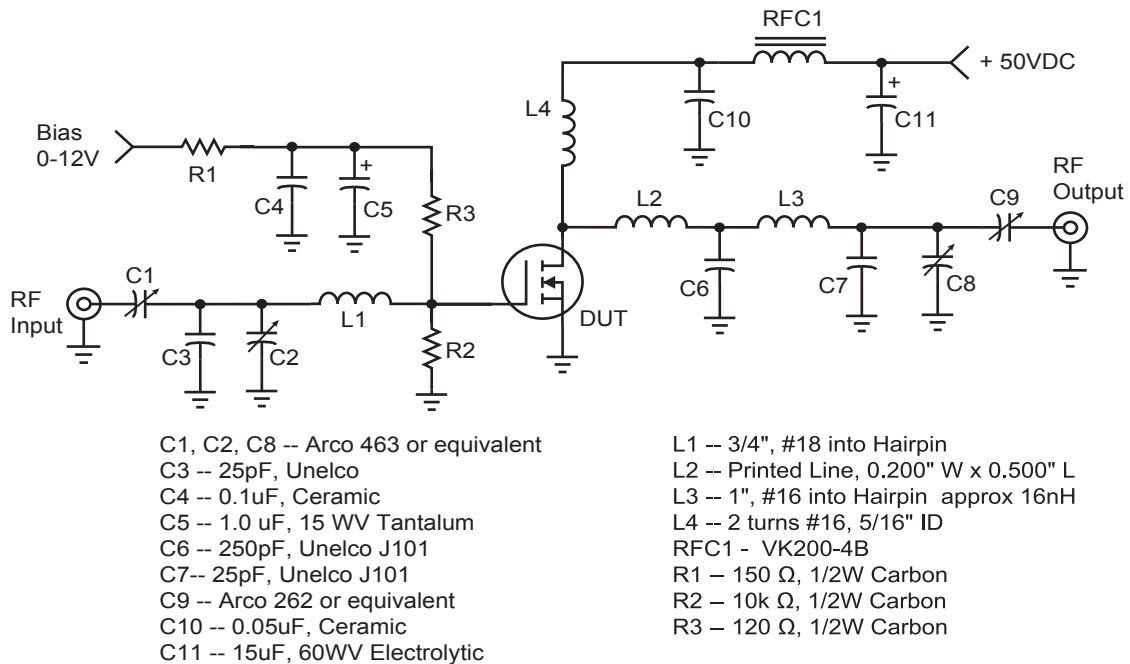 RFC1
+ 50VDC
L4
+
C10
C11
Bias
0-12V
R1
+
C4
C5
R3
L2
L3
C9
RF
Output
C1
RF
Input
L1
DUT
C6
C7
C8
C3
C2
R2
C1, C2, C8 -- Arco 463 or equivalent
C3 -- 25pF, Unelco
C4 -- 0.1uF, Ceramic
C5 -- 1.0 uF, 15 WV Tantalum
C6 -- 250pF, Unelco J101
C7-- 25pF, Unelco J101
C9 -- Arco 262 or equivalent
C10 -- 0.05uF, Ceramic
C11 -- 15uF, 60WV Electrolytic
L1 -- 3/4", #18 into Hairpin
L2 -- Printed Line, 0.200" W x 0.500" L
L3 -- 1", #16 into Hairpin approx 16nH
L4 -- 2 turns #16, 5/16" ID
RFC1 - VK200-4B
R1 – 150 Ω, 1/2W Carbon
R2 – 10k Ω, 1/2W Carbon
R3 – 120 Ω, 1/2W Carbon